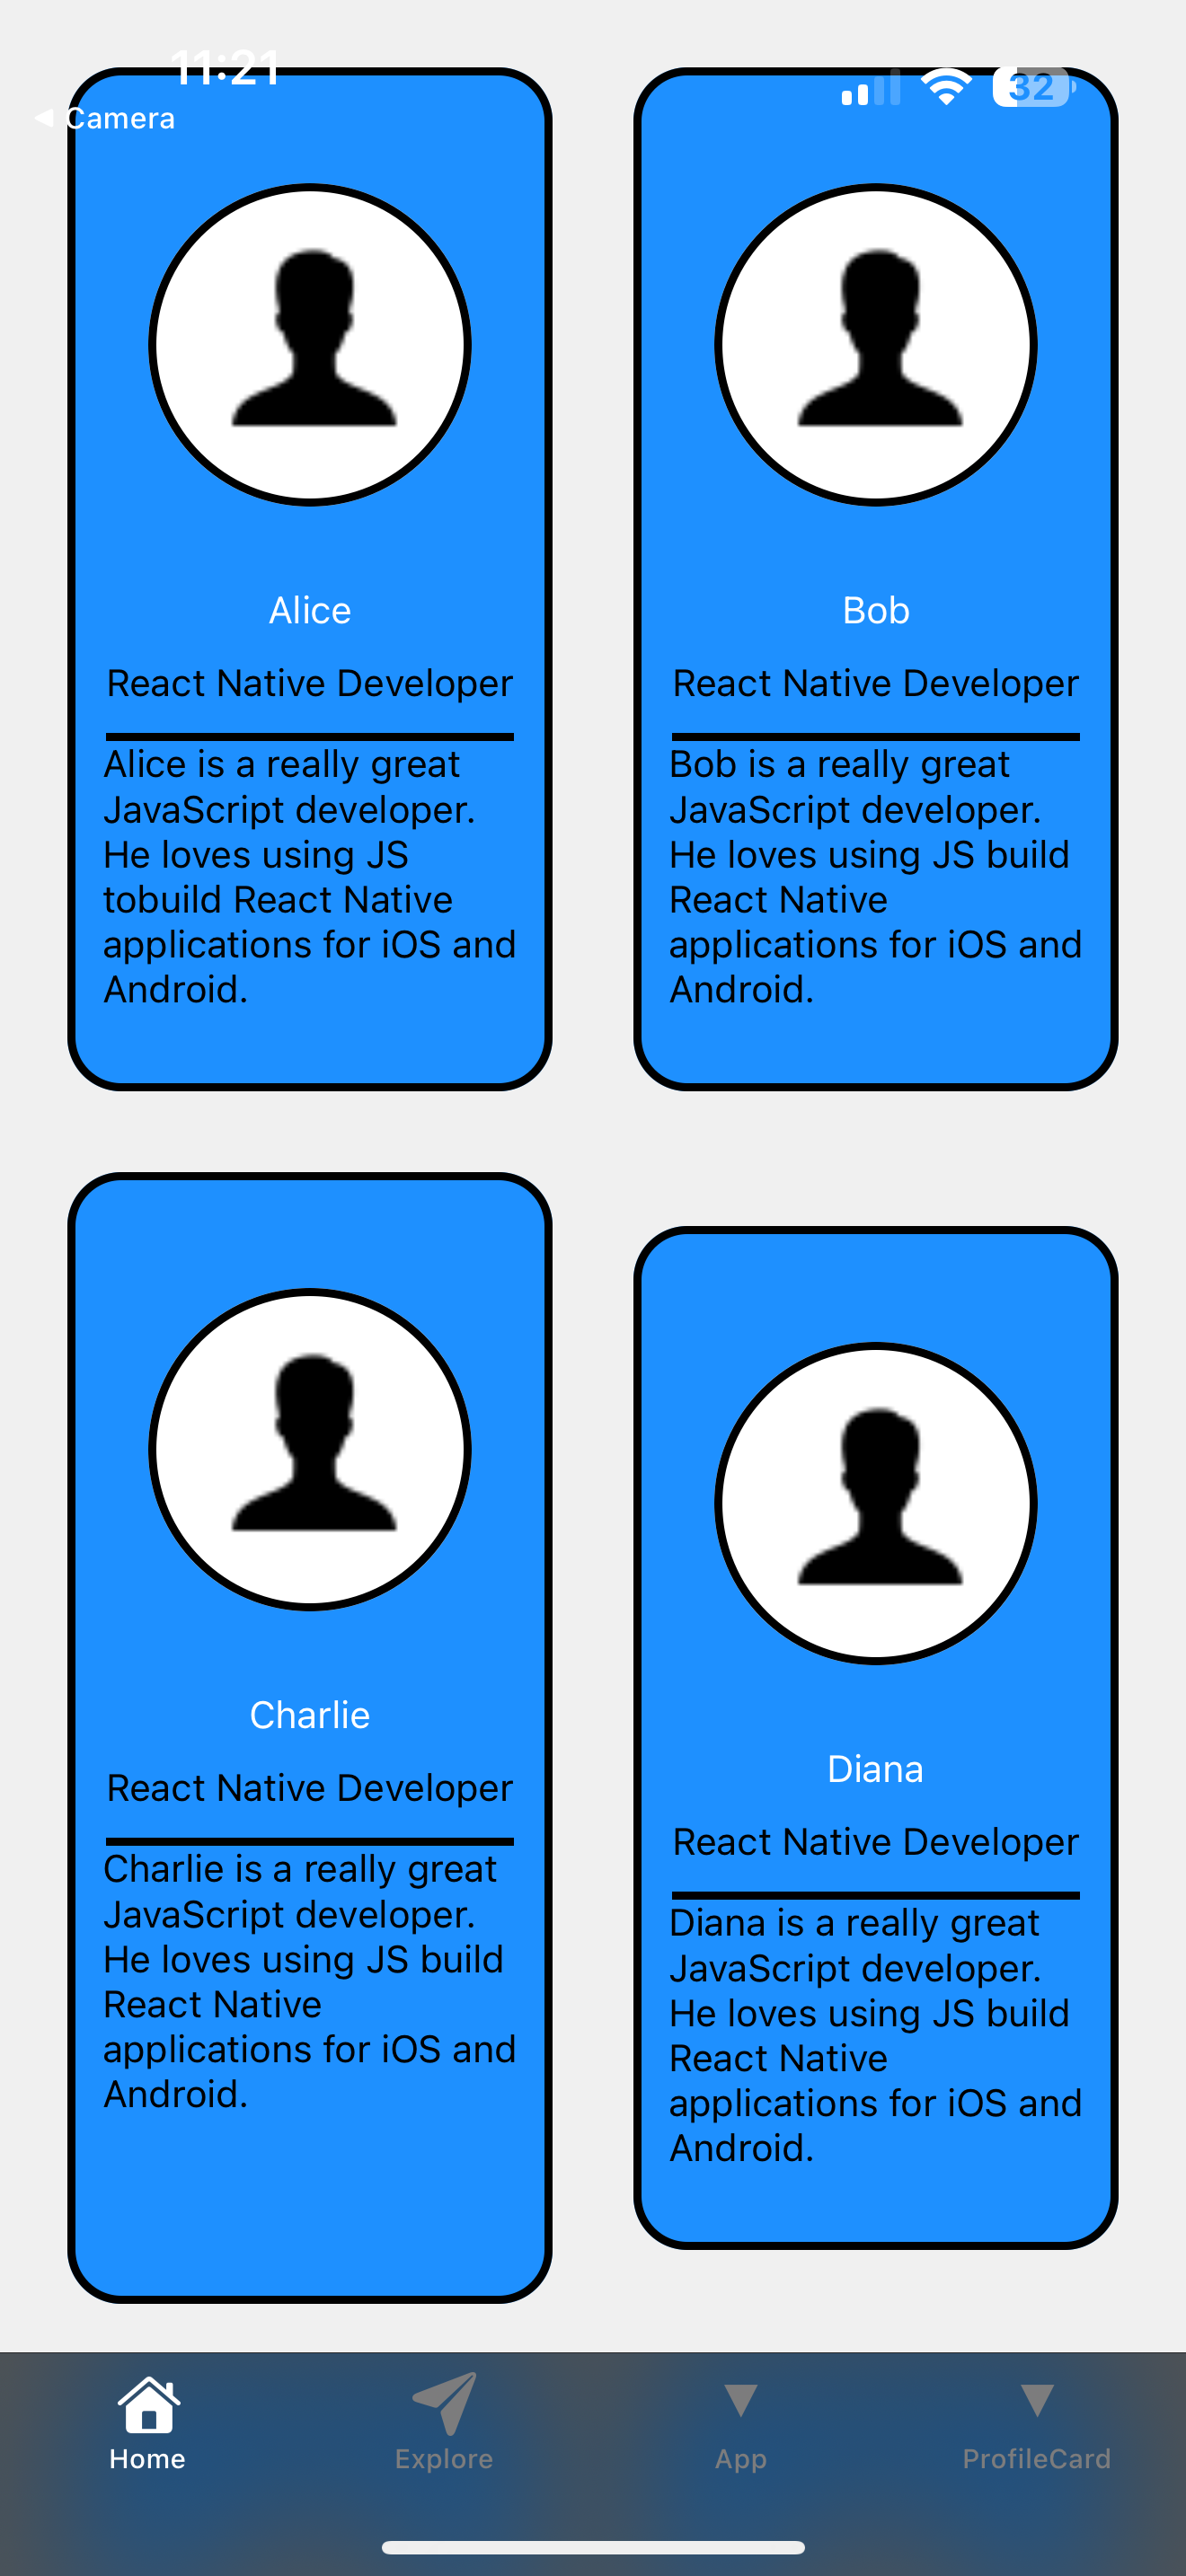 11:21
32
◀ Camera
Alice
React Native Developer
Alice is a really great
JavaScript developer.
He loves using JS
tobuild React Native
applications for iOS and
Android.
Bob
React Native Developer
Bob is a really great
JavaScript developer.
He loves using JS build
React Native
applications for iOS and
Android.
Charlie
React Native Developer
Charlie is a really great
JavaScript developer.
He loves using JS build
React Native
applications for iOS and
Android.
Diana
React Native Developer
Diana is a really great
JavaScript developer.
He loves using JS build
React Native
applications for iOS and
Android.
Home
Explore
App
ProfileCard